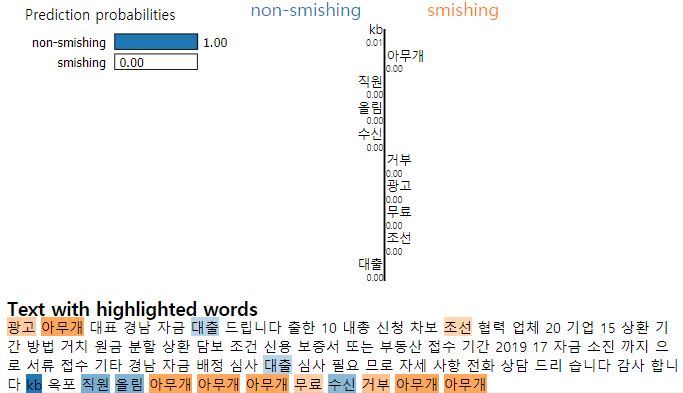 Prediction probabilities
non-smishing 1.00
smishing 0.00
non-smishing smishing
kb
0.01
아무개
0.00
직원
0.00
올림
0.00
수신
0.00
거부
0.00
광고
0.00
무료
0.00
조선
0.00
대출
0.00
Text with highlighted words
광고 아무개 대표 경남 자금 대출 드립니다 출한 10 내총 신청 차보 조선 협력 업체 20 기업 15 상환 기
간 방법 거치 원금 분할 상환 담보 조건 신용 보증서 또는 부동산 접수 기간 2019 17 자금 소진 까지 으
로 서류 접수 기타 경남 자금 배정 심사 대출 심사 필요 므로 자세 사항 전화 상담 드리 습니다 감사 합니
다 kb 옥포 직원 올림 아무개 아무개 아무개 무료 수신 거부 아무개 아무개